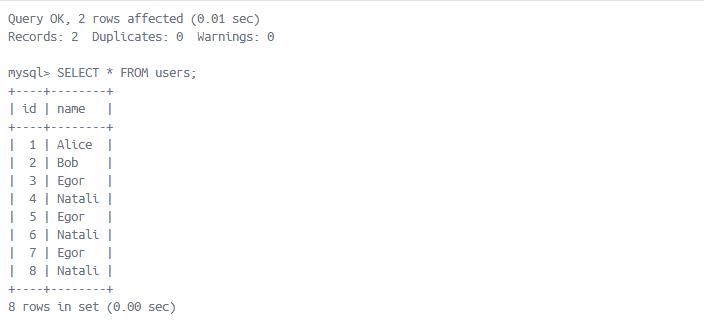 Query OK, 2 rows affected (0.01 sec)
Records: 2  Duplicates: 0  Warnings: 0

mysql> SELECT * FROM users;
+----+--------+
| id | name   |
+----+--------+
|  1 | Alice  |
|  2 | Bob    |
|  3 | Egor   |
|  4 | Natali |
|  5 | Egor   |
|  6 | Natali |
|  7 | Egor   |
|  8 | Natali |
+----+--------+
8 rows in set (0.00 sec)